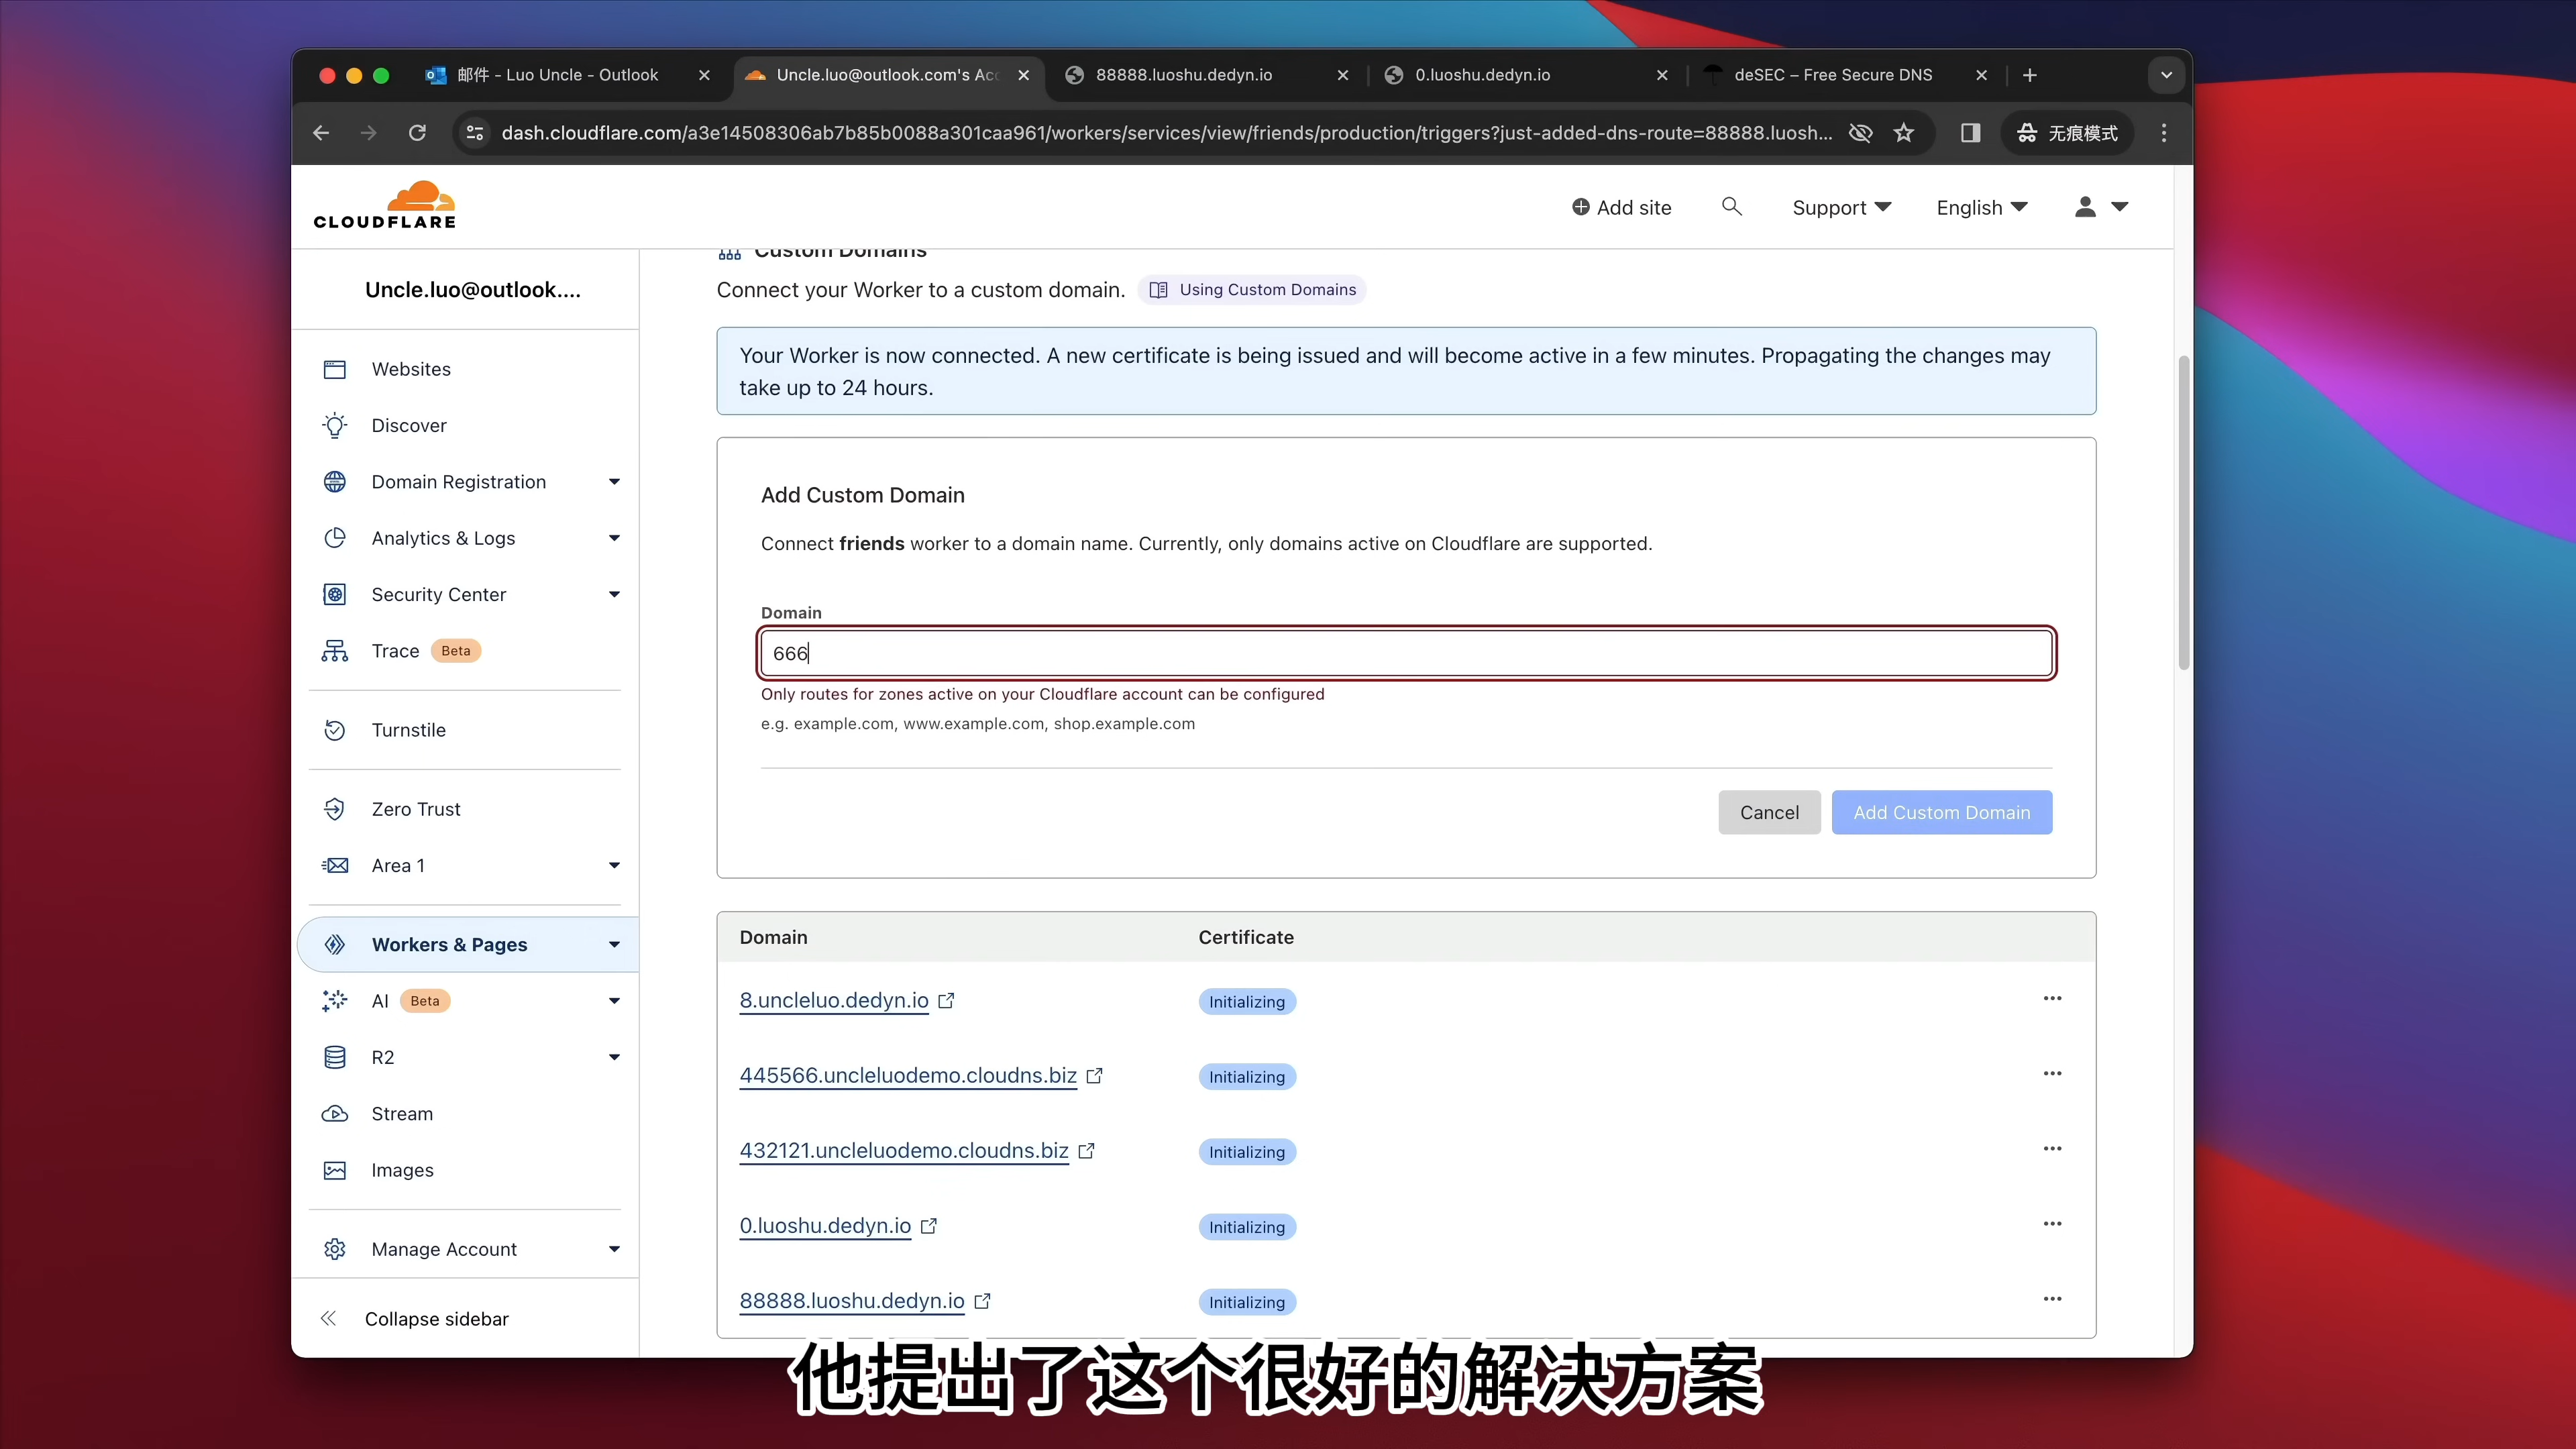 邮件 - Luo Uncle - Outlook
Uncle.luo@outlook.com's Acc
88888.luoshu.dedyn.io
0.luoshu.dedyn.io
deSEC – Free Secure DNS
dash.cloudflare.com/a3e14508306ab7b85b0088a301caa961/workers/services/view/friends/production/triggers?just-added-dns-route=88888.luosh...
无痕模式
CLOUDFLARE
Add site
Support
English
Uncle.luo@outlook....
Websites
Discover
Domain Registration
Analytics & Logs
Security Center
Trace Beta
Turnstile
Zero Trust
Area 1
Workers & Pages
AI Beta
R2
Stream
Images
Manage Account
Collapse sidebar
Custom Domains
Connect your Worker to a custom domain. Using Custom Domains
Your Worker is now connected. A new certificate is being issued and will become active in a few minutes. Propagating the changes may
take up to 24 hours.
Add Custom Domain
Connect friends worker to a domain name. Currently, only domains active on Cloudflare are supported.
Domain
666
Only routes for zones active on your Cloudflare account can be configured
e.g. example.com, www.example.com, shop.example.com
Cancel Add Custom Domain
Domain Certificate
8.uncleluo.dedyn.io Initializing
445566.uncleluodemo.cloudns.biz Initializing
432121.uncleluodemo.cloudns.biz Initializing
0.luoshu.dedyn.io Initializing
88888.luoshu.dedyn.io Initializing
他提出了这个很好的解决方案